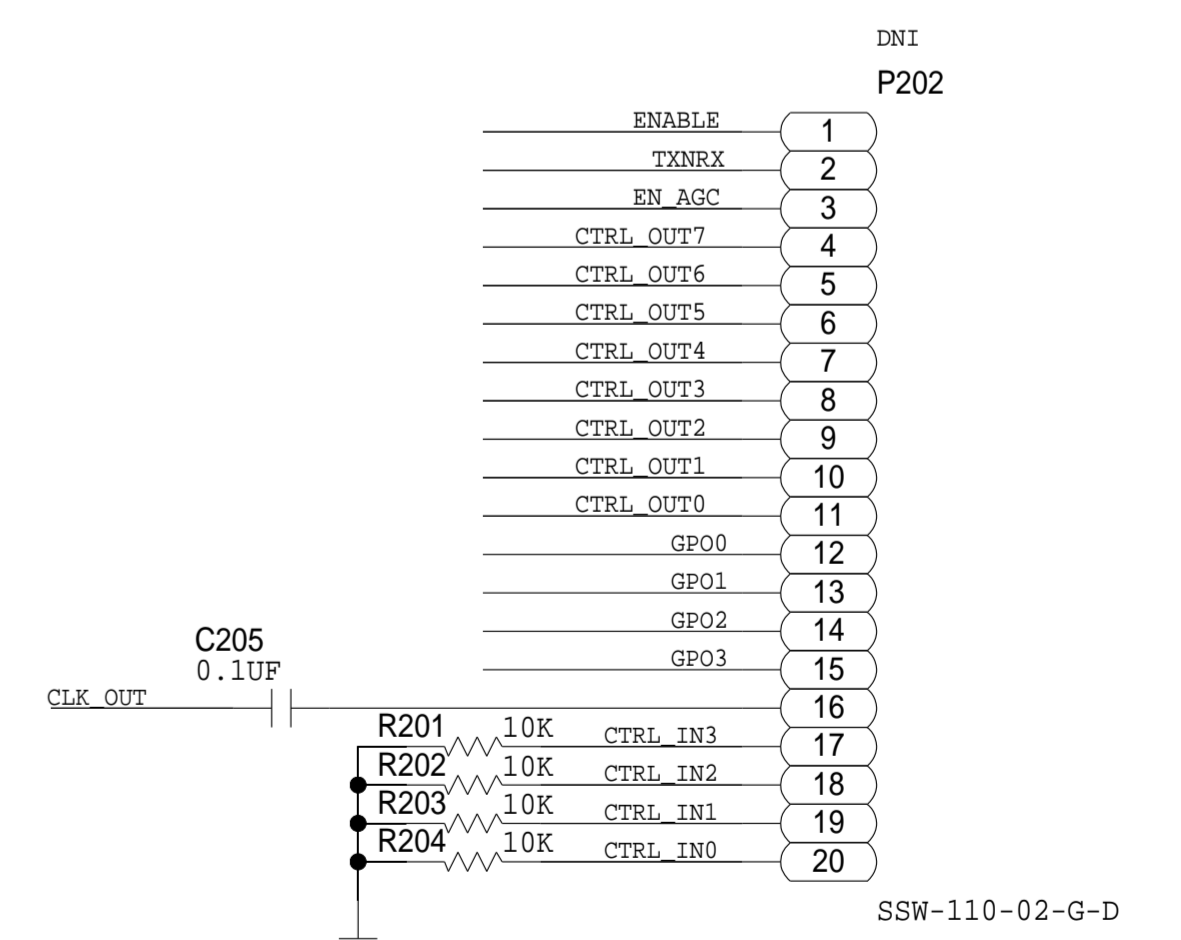 DNI
P202
ENABLE 1
TXNRX 2
EN_AGC 3
CTRL_OUT7 4
CTRL_OUT6 5
CTRL_OUT5 6
CTRL_OUT4 7
CTRL_OUT3 8
CTRL_OUT2 9
CTRL_OUT1 10
CTRL_OUT0 11
GPO0 12
GPO1 13
GPO2 14
C205
GPO3 15
0.1UF
CLK_OUT 16
R201 10K CTRL_IN3 17
R202 10K CTRL_IN2 18
R203 10K CTRL_IN1 19
R204 10K CTRL_IN0 20
SSW-110-02-G-D